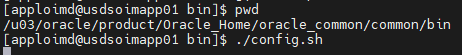 [apploimd@usdsoimapp01 bin]$ pwd
/u03/oracle/product/Oracle_Home/oracle_common/common/bin
[apploimd@usdsoimapp01 bin]$ ./config.sh